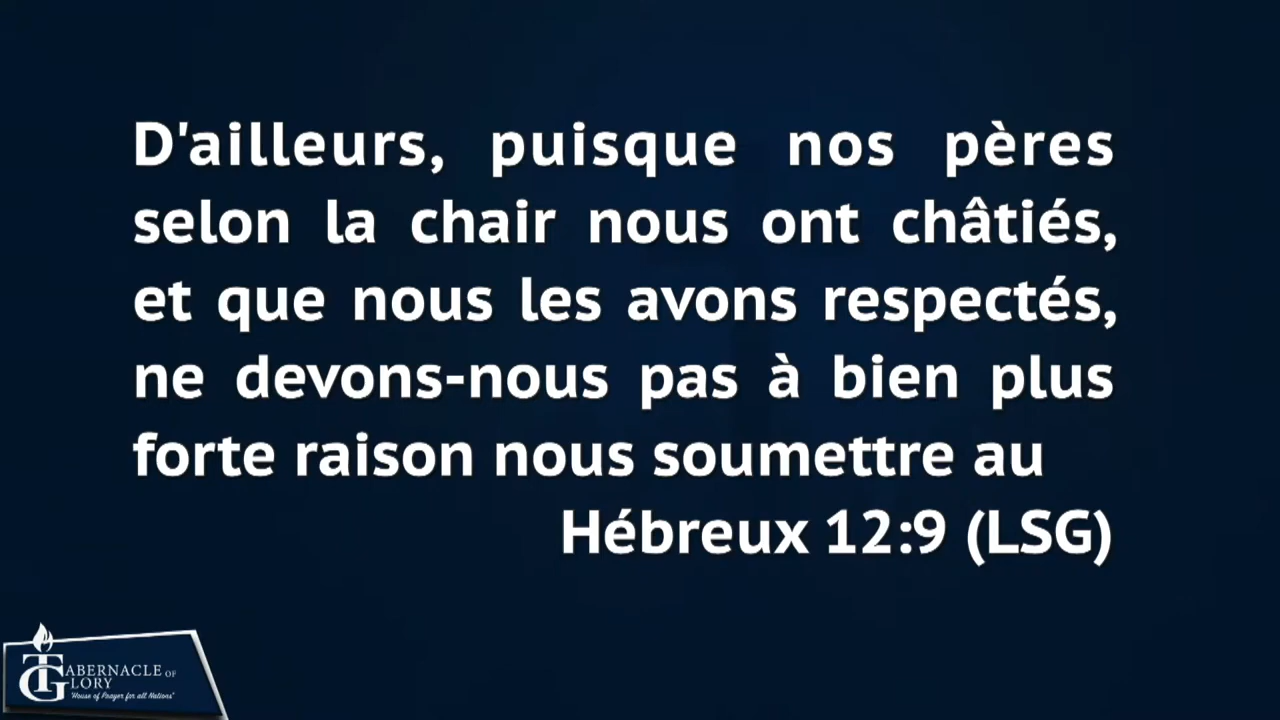 D'ailleurs, puisque nos pères
selon la chair nous ont châtiés,
et que nous les avons respectés,
ne devons-nous pas à bien plus
forte raison nous soumettre au
Hébreux 12:9 (LSG)
TABERNACLE OF
GLORY
"House of Prayer for all Nations"